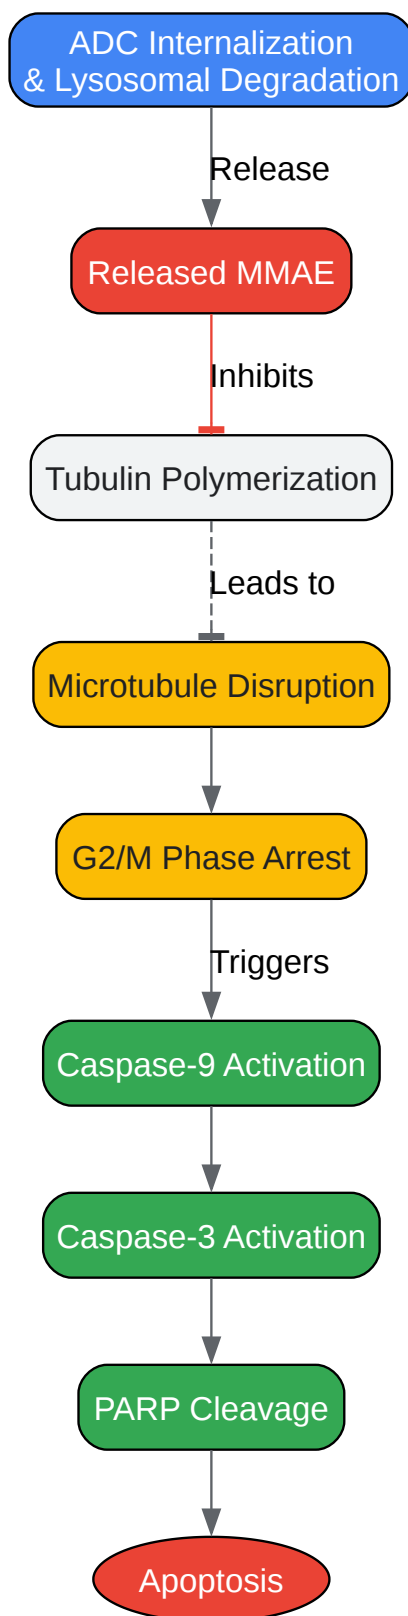 ADC Internalization
& Lysosomal Degradation
Release
Released MMAE
Inhibits
Tubulin Polymerization
Leads to
Microtubule Disruption
G2/M Phase Arrest
Triggers
Caspase-9 Activation
Caspase-3 Activation
PARP Cleavage
Apoptosis